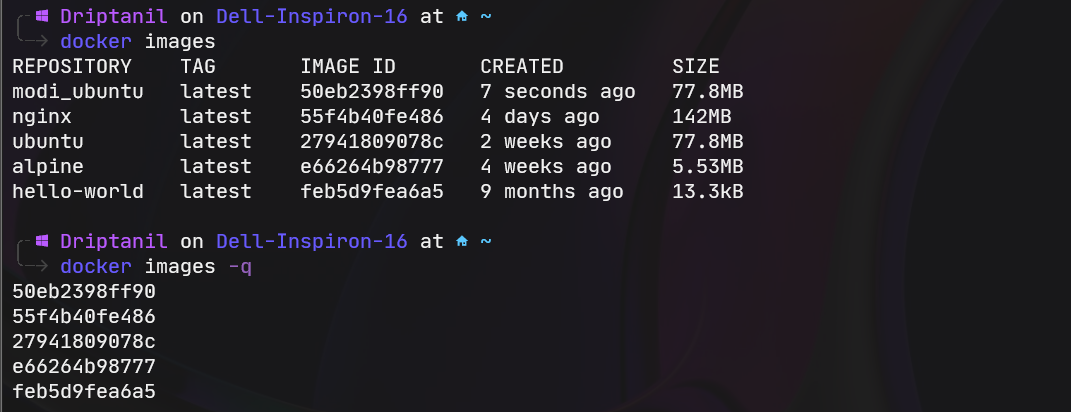 Driptanil on Dell-Inspiron-16 at ~
docker images
REPOSITORY TAG IMAGE ID CREATED SIZE
modi_ubuntu latest 50eb2398ff90 7 seconds ago 77.8MB
nginx latest 55f4b40fe486 4 days ago 142MB
ubuntu latest 27941809078c 2 weeks ago 77.8MB
alpine latest e66264b98777 4 weeks ago 5.53MB
hello-world latest feb5d9fea6a5 9 months ago 13.3kB
Driptanil on Dell-Inspiron-16 at ~
docker images -q
50eb2398ff90
55f4b40fe486
27941809078c
e66264b98777
feb5d9fea6a5